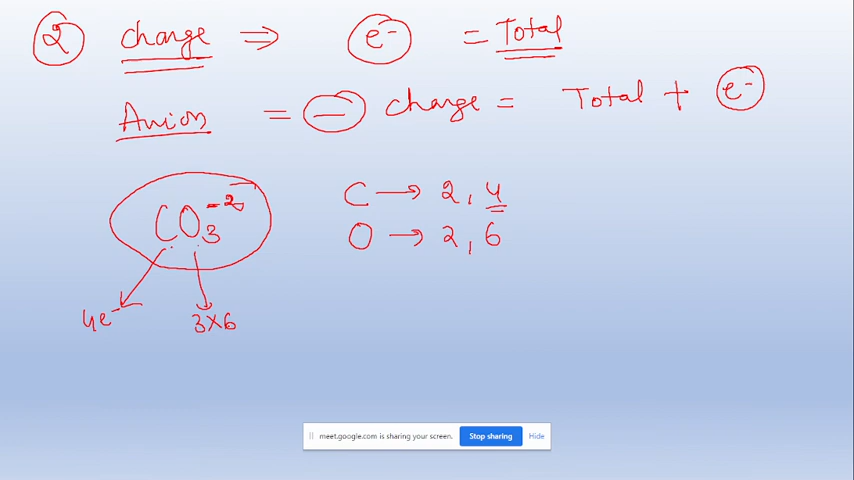 2 charge ⇒ e⁻ = Total
Anion = − charge = Total + e⁻
CO₃⁻²
C → 2, 4
O → 2, 6
4e⁻ 3×6
meet.google.com is sharing your screen. Stop sharing Hide